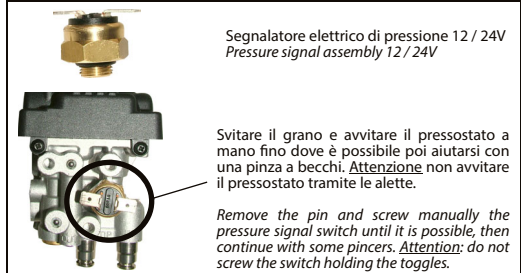 Segnalatore elettrico di pressione 12 / 24V
Pressure signal assembly 12 / 24V
Svitare il grano e avvitare il pressostato a
mano fino dove è possibile poi aiutarsi con
una pinza a becchi. Attenzione non avvitare
il pressostato tramite le alette.
Remove the pin and screw manually the
pressure signal switch until it is possible, then
continue with some pincers. Attention: do not
screw the switch holding the toggles.